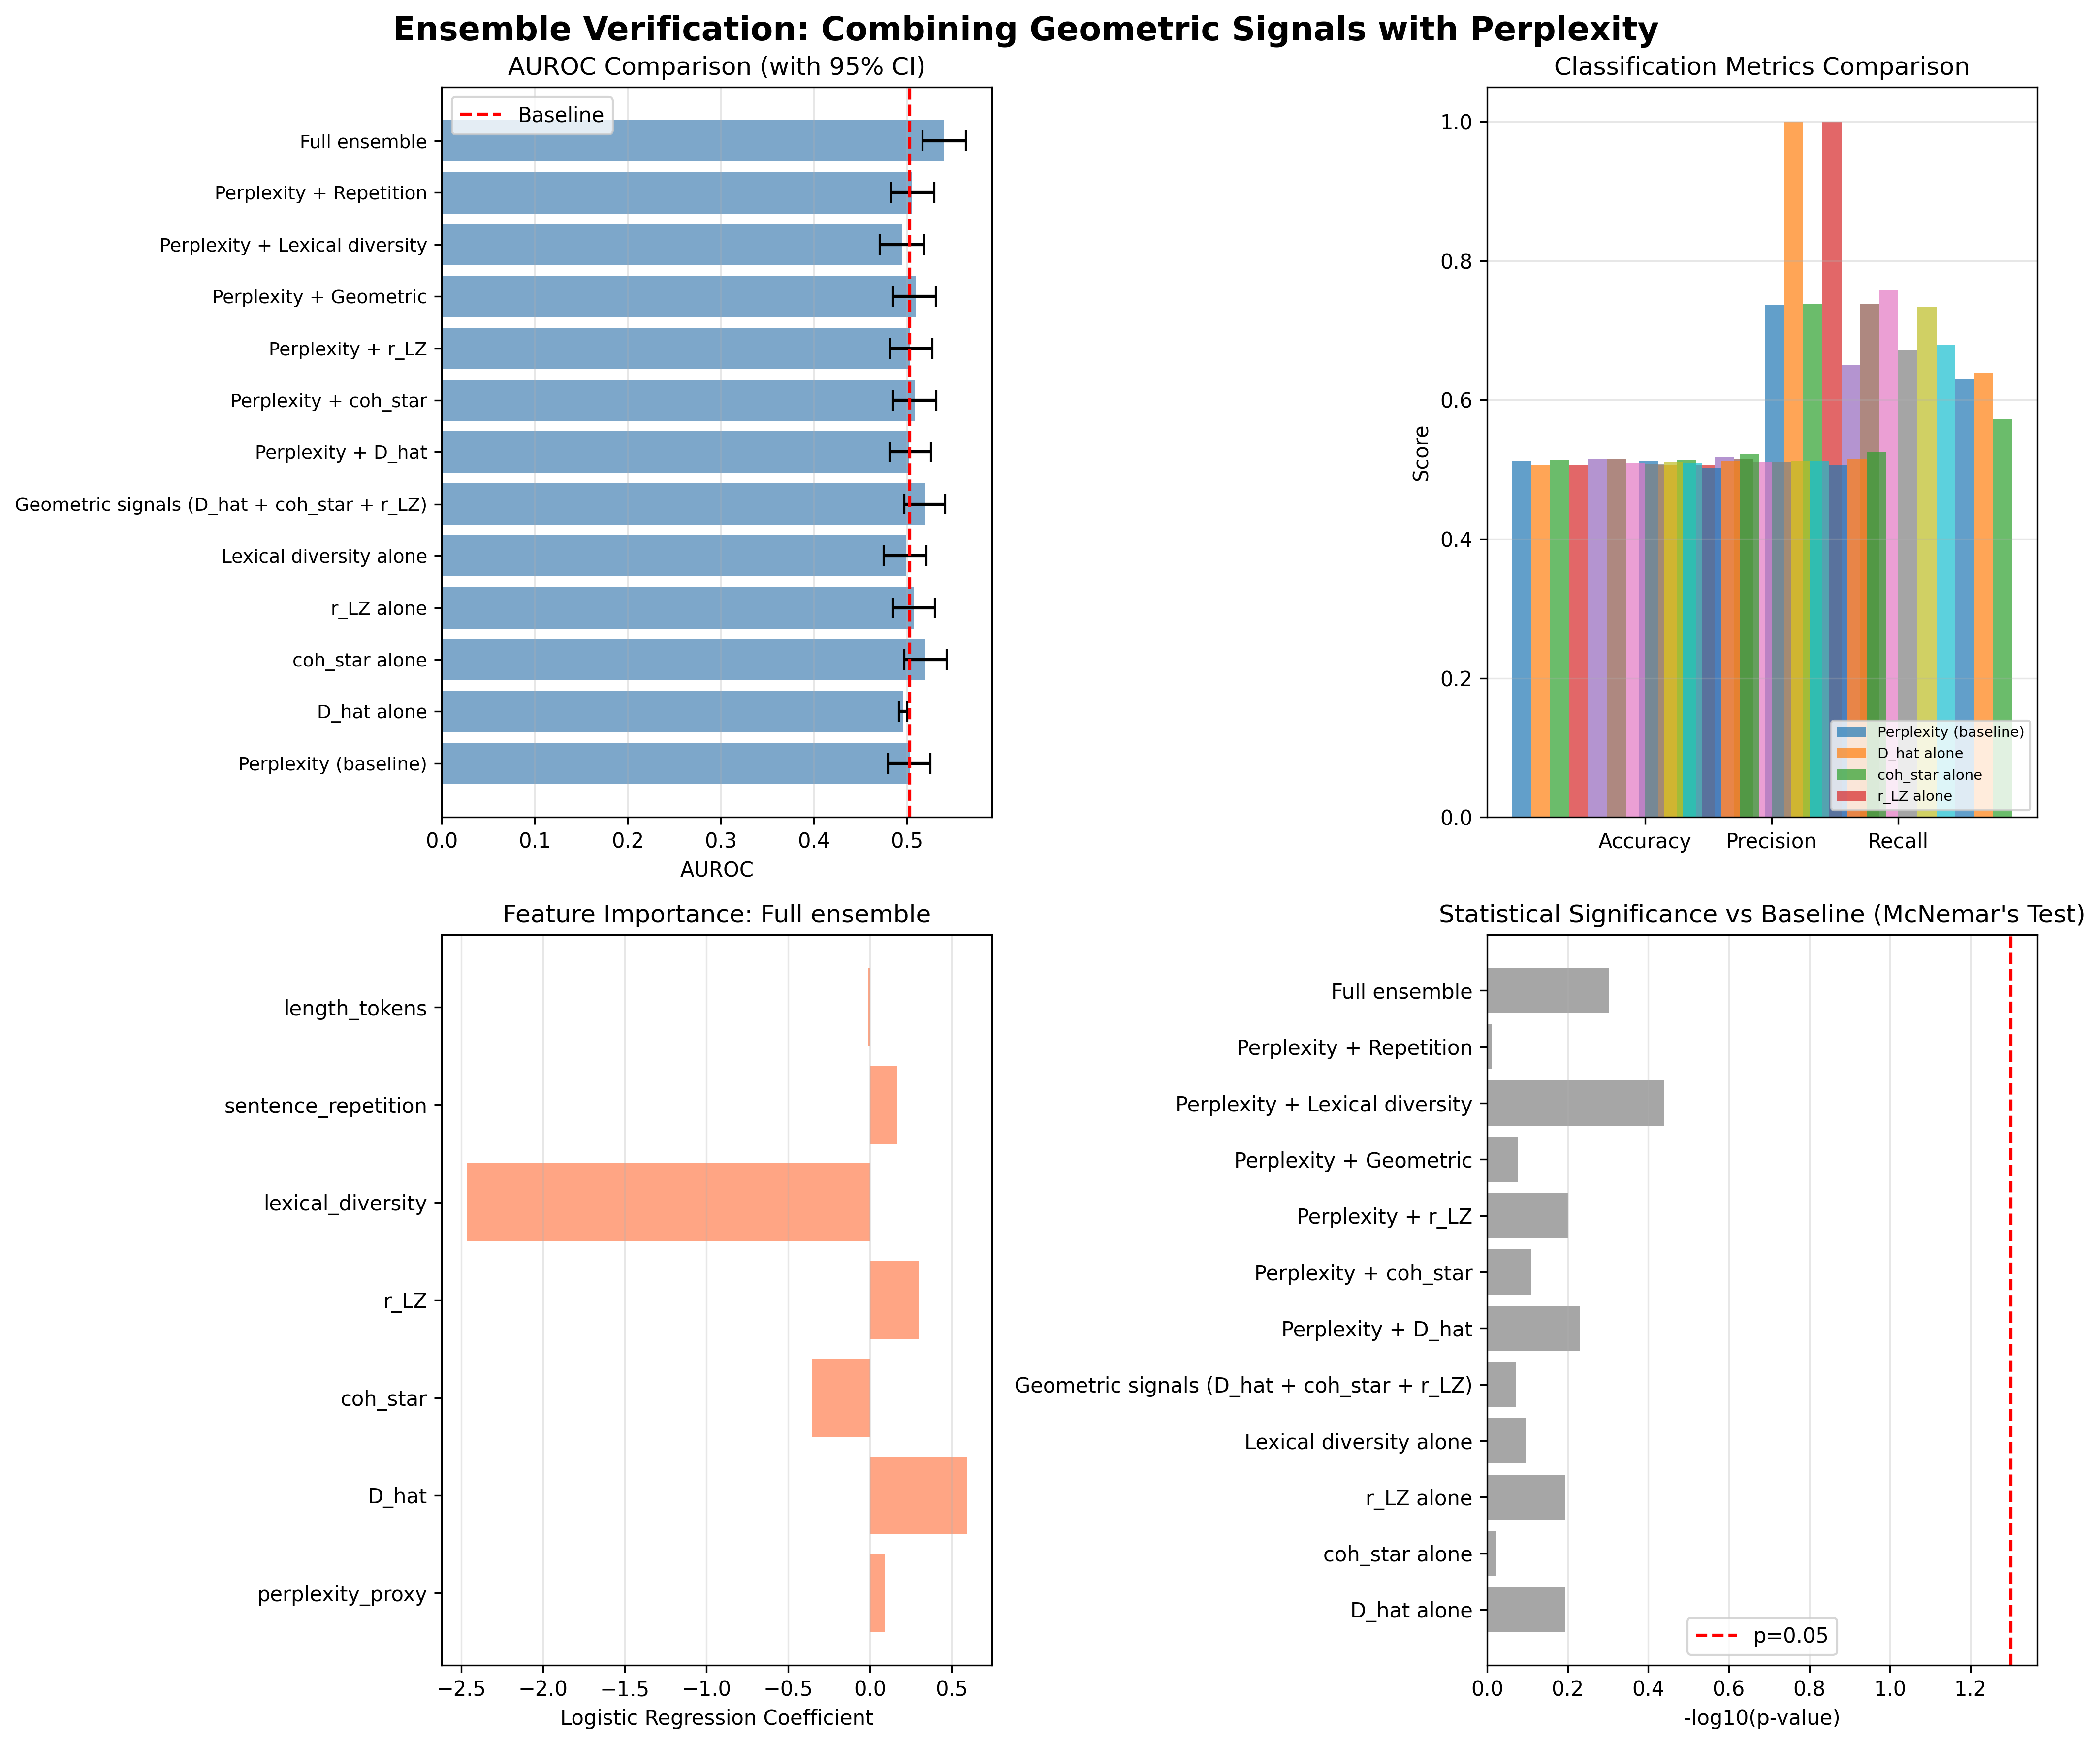 Ensemble Verification: Combining Geometric Signals with Perplexity
AUROC Comparison (with 95% CI)
Baseline
Full ensemble
Perplexity + Repetition
Perplexity + Lexical diversity
Perplexity + Geometric
Perplexity + r_LZ
Perplexity + coh_star
Perplexity + D_hat
Geometric signals (D_hat + coh_star + r_LZ)
Lexical diversity alone
r_LZ alone
coh_star alone
D_hat alone
Perplexity (baseline)
0.0 0.1 0.2 0.3 0.4 0.5
AUROC
Classification Metrics Comparison
1.0
0.8
0.6
0.4
0.2
0.0
Score
Perplexity (baseline)
D_hat alone
coh_star alone
r_LZ alone
Accuracy Precision Recall
Feature Importance: Full ensemble
length_tokens
sentence_repetition
lexical_diversity
r_LZ
coh_star
D_hat
perplexity_proxy
−2.5 −2.0 −1.5 −1.0 −0.5 0.0 0.5
Logistic Regression Coefficient
Statistical Significance vs Baseline (McNemar's Test)
Full ensemble
Perplexity + Repetition
Perplexity + Lexical diversity
Perplexity + Geometric
Perplexity + r_LZ
Perplexity + coh_star
Perplexity + D_hat
Geometric signals (D_hat + coh_star + r_LZ)
Lexical diversity alone
r_LZ alone
coh_star alone
D_hat alone
p=0.05
0.0 0.2 0.4 0.6 0.8 1.0 1.2
-log10(p-value)